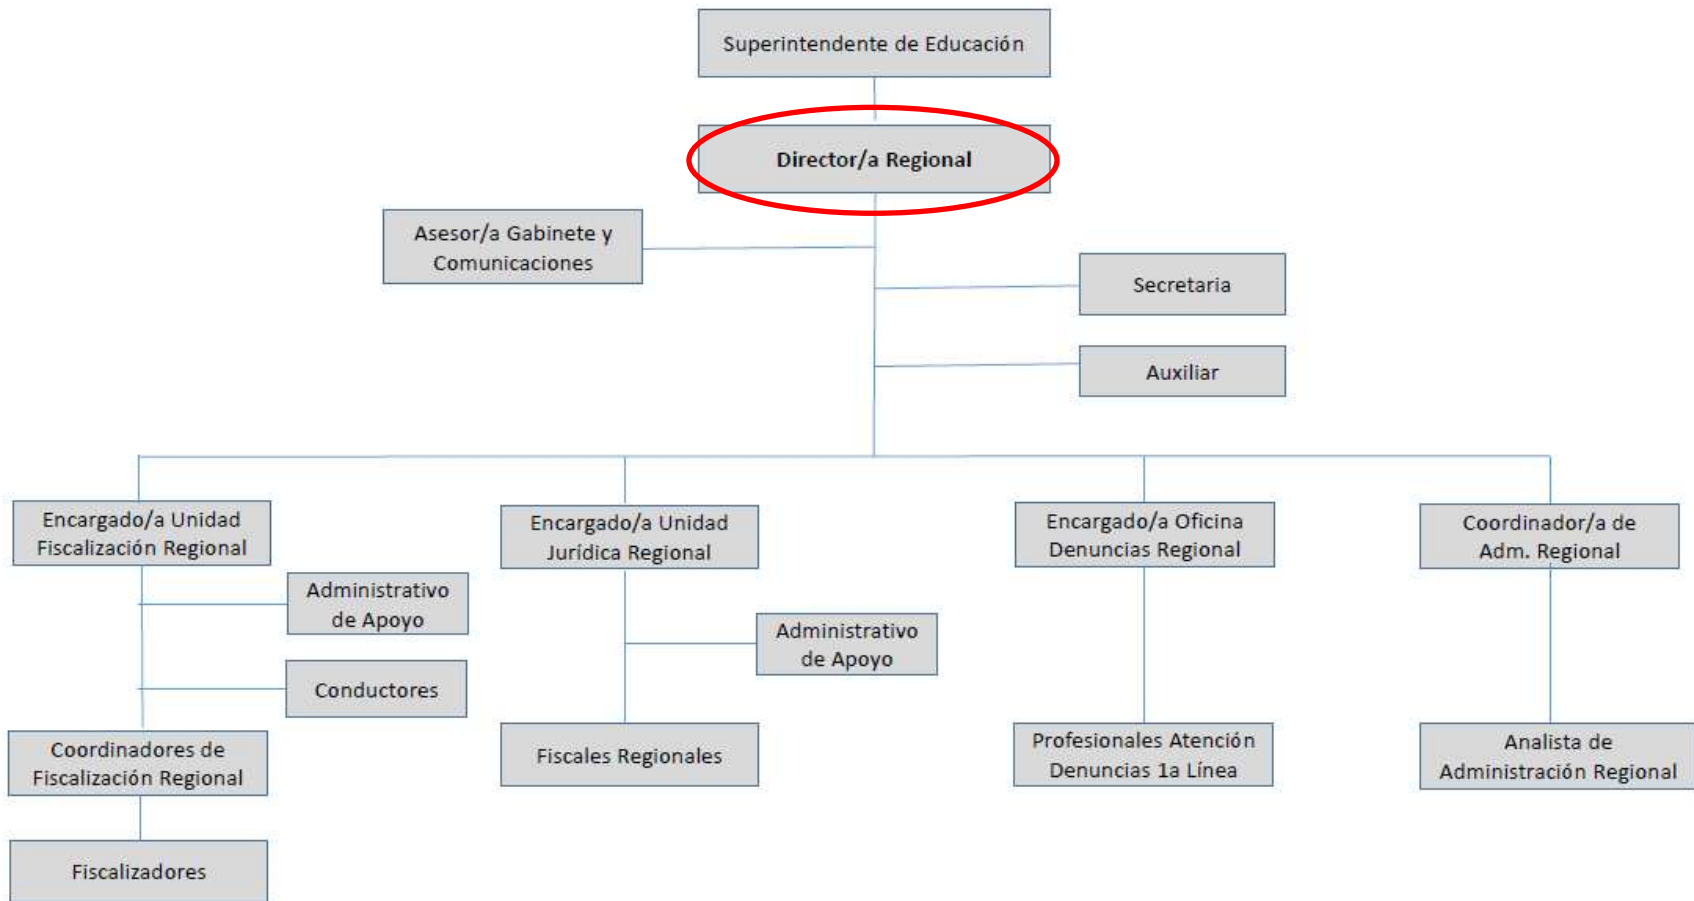 Superintendente de Educación
Director/a Regional
Asesor/a Gabinete y
Comunicaciones
Secretaria
Auxiliar
Encargado/a Unidad
Fiscalización Regional
Encargado/a Unidad
Jurídica Regional
Encargado/a Oficina
Denuncias Regional
Coordinador/a de
Adm. Regional
Administrativo
de Apoyo
Administrativo
de Apoyo
Conductores
Coordinadores de
Fiscalización Regional
Fiscales Regionales
Profesionales Atención
Denuncias 1a Línea
Analista de
Administración Regional
Fiscalizadores